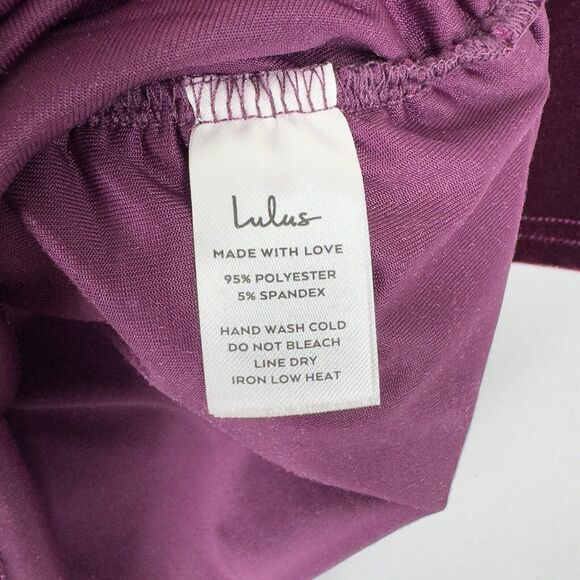 Lulus
MADE WITH LOVE
95% POLYESTER
5% SPANDEX
HAND WASH COLD
DO NOT BLEACH
LINE DRY
IRON LOW HEAT